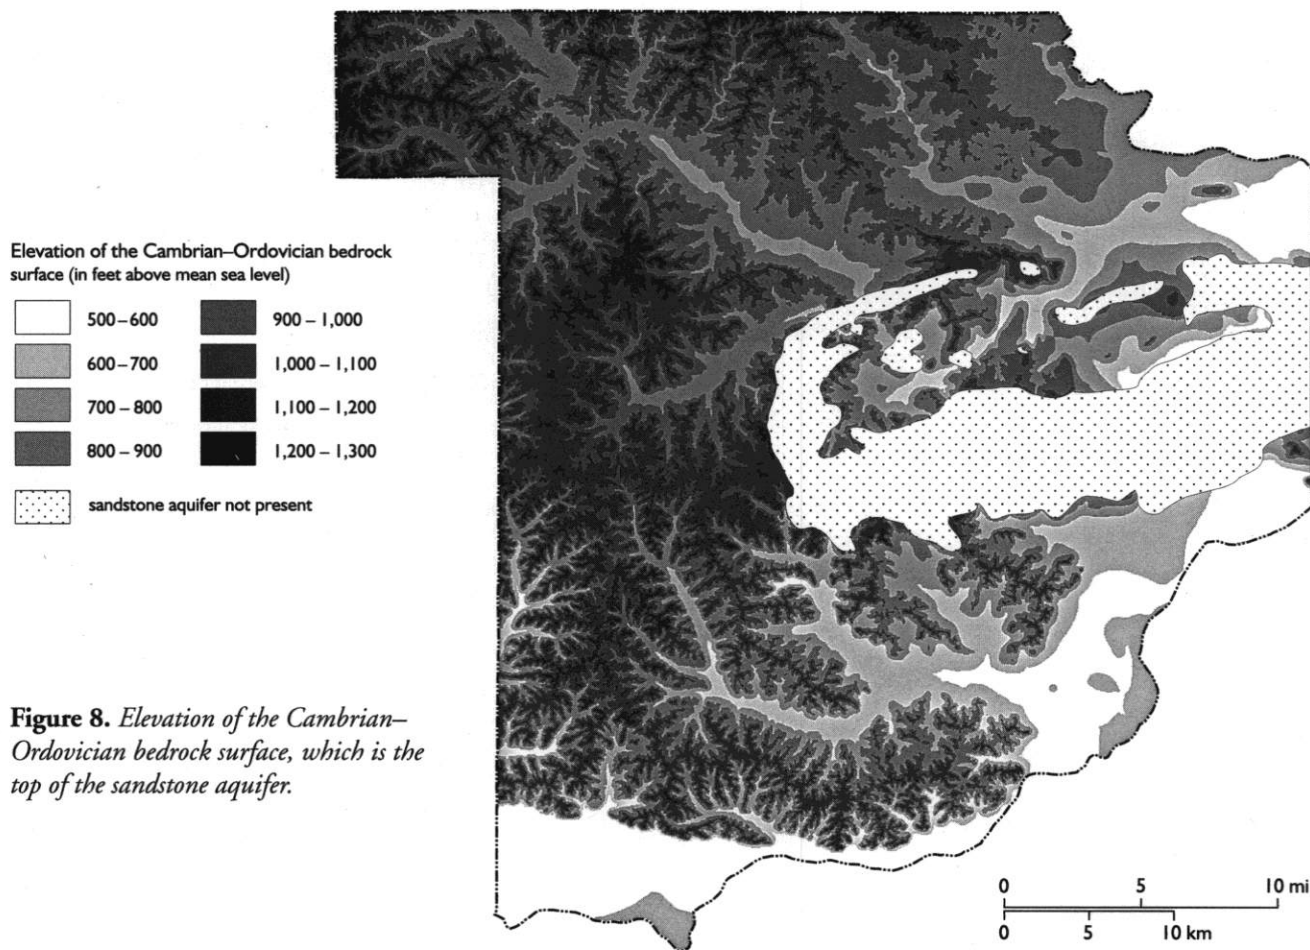 Elevation of the Cambrian–Ordovician bedrock
surface (in feet above mean sea level)
500–600
900 – 1,000
600–700
1,000 – 1,100
700 – 800
1,100 – 1,200
800 – 900
1,200 – 1,300
sandstone aquifer not present
Figure 8. Elevation of the Cambrian–
Ordovician bedrock surface, which is the
top of the sandstone aquifer.
0 5 10 mi
0 5 10 km